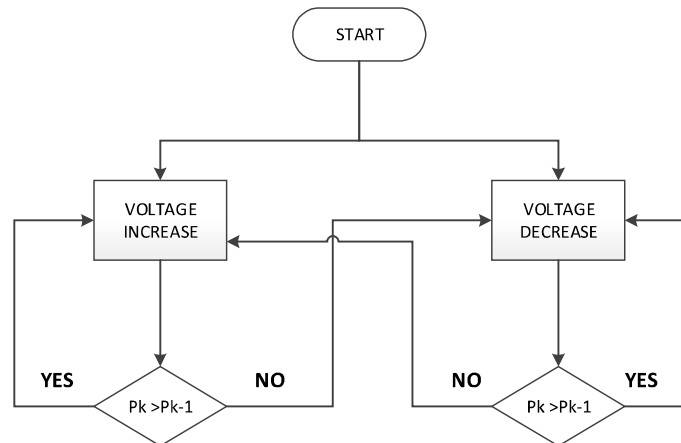 START
VOLTAGE
INCREASE
VOLTAGE
DECREASE
YES
NO
NO
YES
Pk >Pk-1
Pk >Pk-1